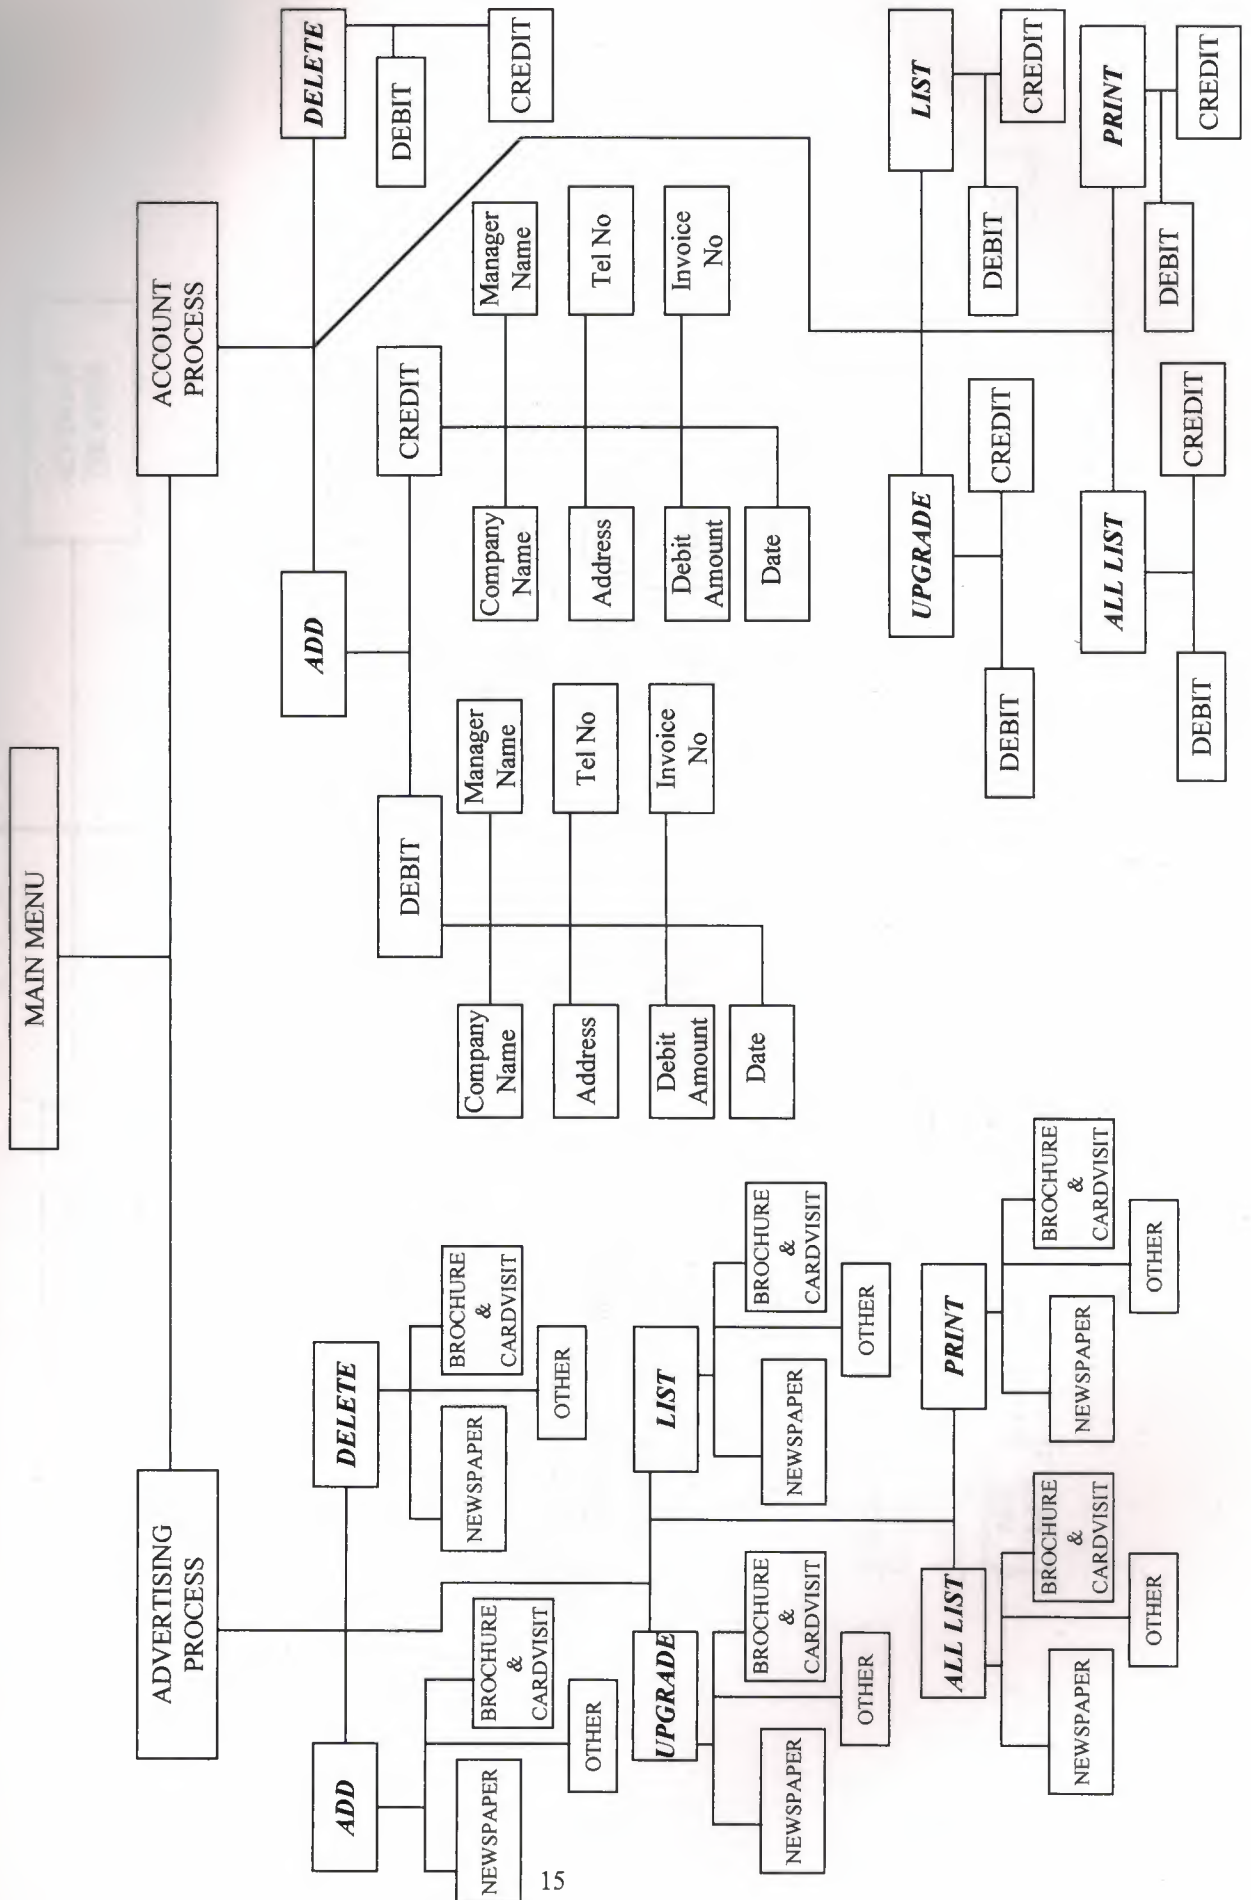 MAIN MENU
ADVERTISING
PROCESS
ACCOUNT
PROCESS
ADD
NEWSPAPER
BROCHURE
&
CARDVISIT
OTHER
DELETE
NEWSPAPER
BROCHURE
&
CARDVISIT
OTHER
UPGRADE
NEWSPAPER
BROCHURE
&
CARDVISIT
OTHER
LIST
NEWSPAPER
BROCHURE
&
CARDVISIT
OTHER
ALL LIST
NEWSPAPER
BROCHURE
&
CARDVISIT
OTHER
PRINT
NEWSPAPER
BROCHURE
&
CARDVISIT
OTHER
ADD
DEBIT
Company
Name
Manager
Name
Address
Tel No
Debit
Amount
Invoice
No
Date
CREDIT
Company
Name
Manager
Name
Address
Tel No
Debit
Amount
Invoice
No
Date
DELETE
DEBIT
CREDIT
UPGRADE
DEBIT
CREDIT
LIST
DEBIT
CREDIT
ALL LIST
DEBIT
CREDIT
PRINT
DEBIT
CREDIT
15